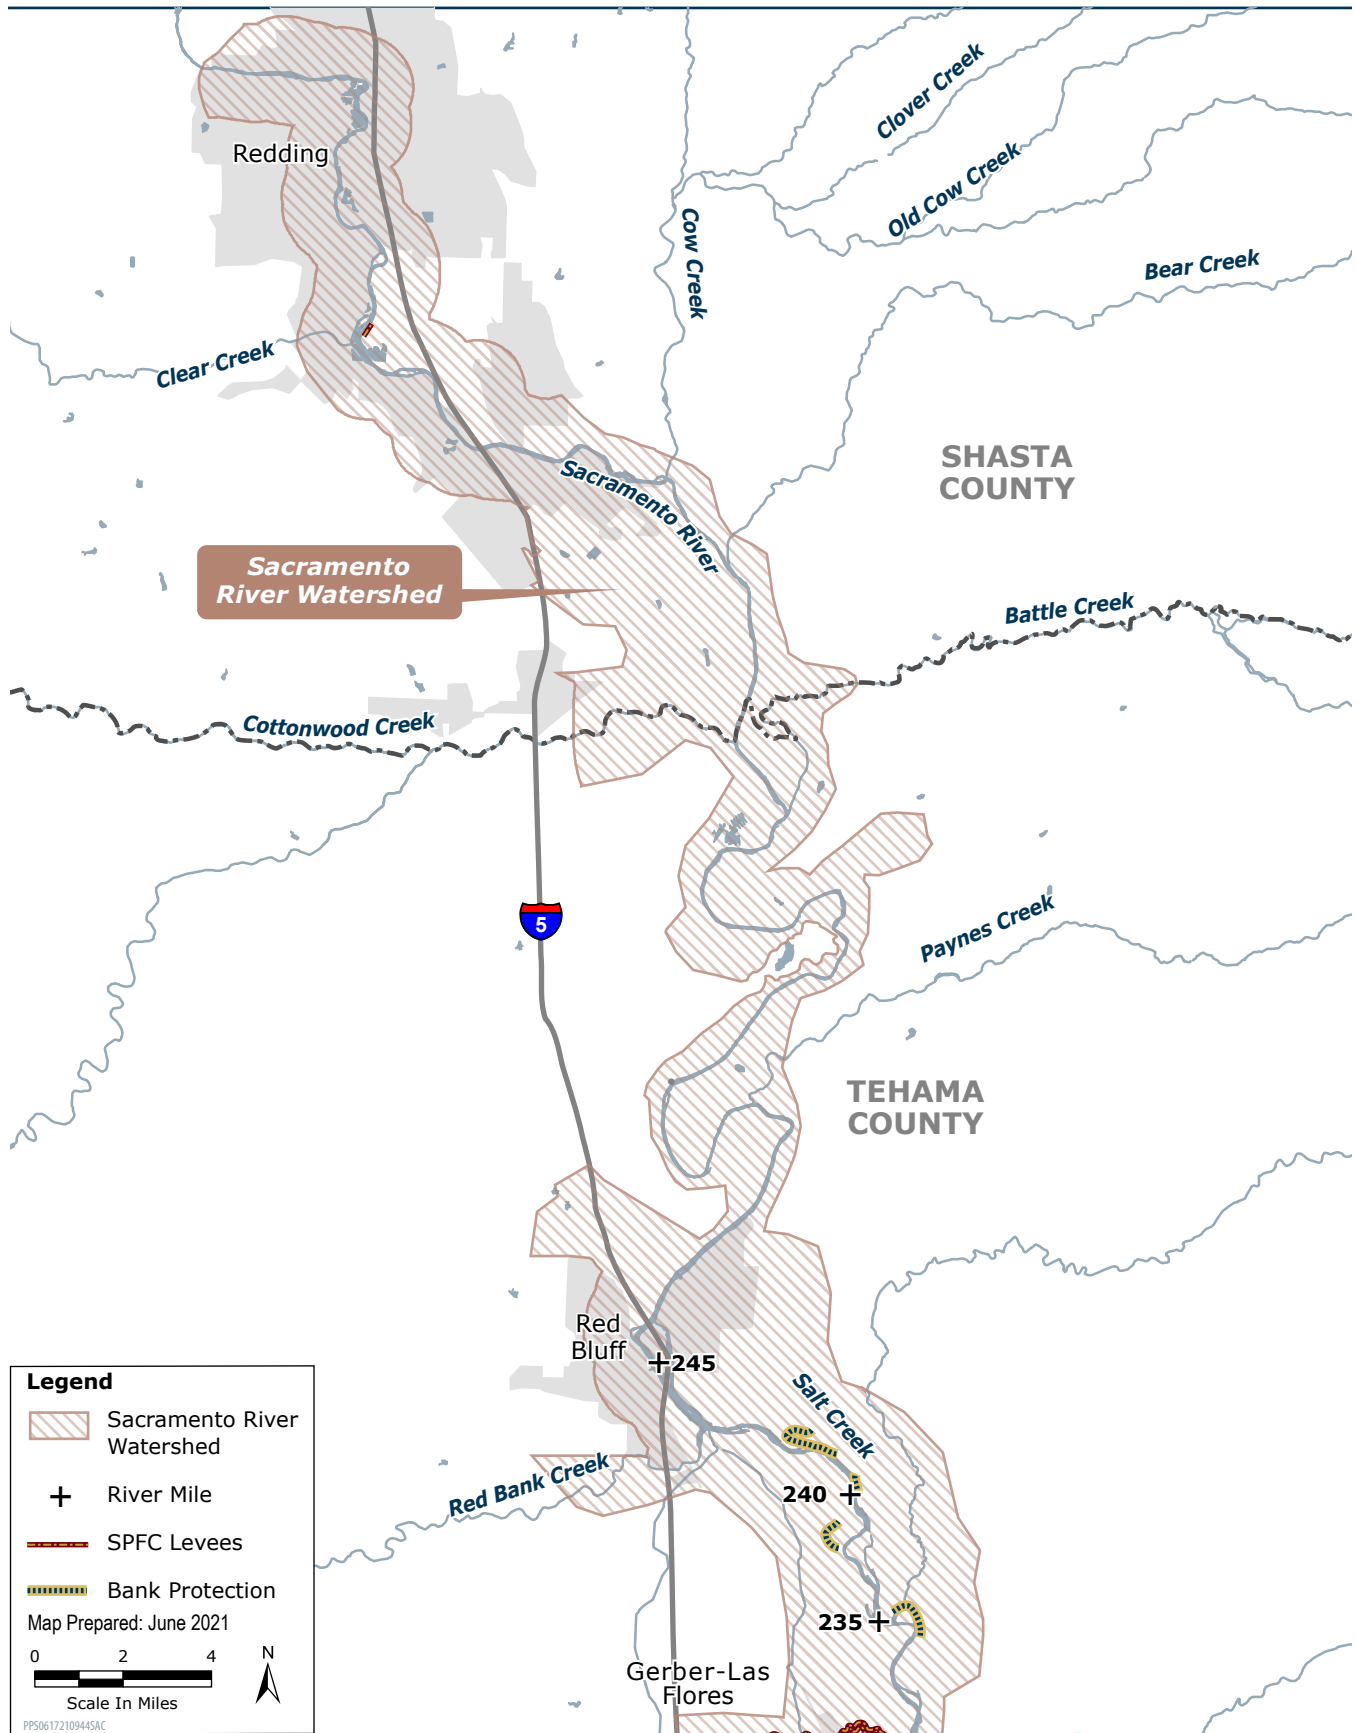 Clover Creek
Redding
Old Cow Creek
Cow Creek
Bear Creek
Clear Creek
SHASTA
COUNTY
Sacramento River
Sacramento
River Watershed
Battle Creek
Cottonwood Creek
5
Paynes Creek
TEHAMA
COUNTY
Red
Bluff
245
Salt Creek
Red Bank Creek
240
235
Gerber-Las
Flores
Legend
Sacramento River
Watershed
River Mile
SPFC Levees
Bank Protection
Map Prepared: June 2021
0 2 4
N
Scale In Miles
PPS0617210944SAC